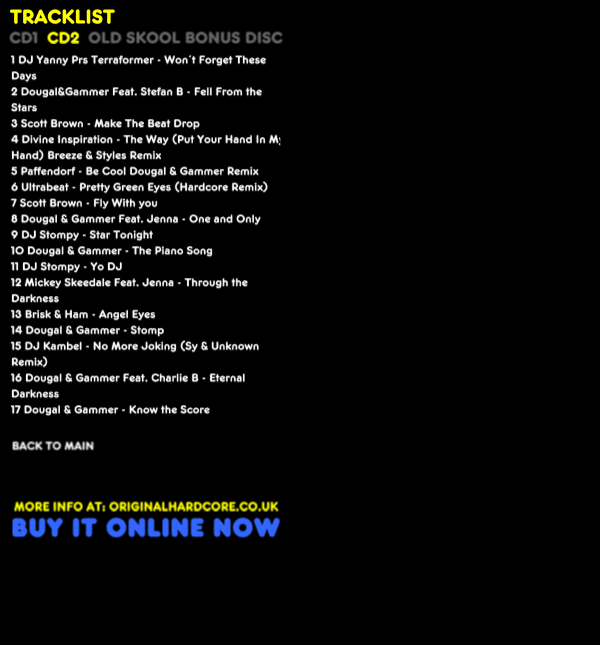 TRACKLIST
CD1 CD2 OLD SKOOL BONUS DISC
1 DJ Yanny Prs Terraformer - Won't Forget These
Days
2 Dougal&Gammer Feat. Stefan B - Fell From the
Stars
3 Scott Brown - Make The Beat Drop
4 Divine Inspiration - The Way (Put Your Hand In My
Hand) Breeze & Styles Remix
5 Paffendorf - Be Cool Dougal & Gammer Remix
6 Ultrabeat - Pretty Green Eyes (Hardcore Remix)
7 Scott Brown - Fly With you
8 Dougal & Gammer Feat. Jenna - One and Only
9 DJ Stompy - Star Tonight
10 Dougal & Gammer - The Piano Song
11 DJ Stompy - Yo DJ
12 Mickey Skeedale Feat. Jenna - Through the
Darkness
13 Brisk & Ham - Angel Eyes
14 Dougal & Gammer - Stomp
15 DJ Kambel - No More Joking (Sy & Unknown
Remix)
16 Dougal & Gammer Feat. Charlie B - Eternal
Darkness
17 Dougal & Gammer - Know the Score
BACK TO MAIN
MORE INFO AT: ORIGINALHARDCORE.CO.UK
BUY IT ONLINE NOW